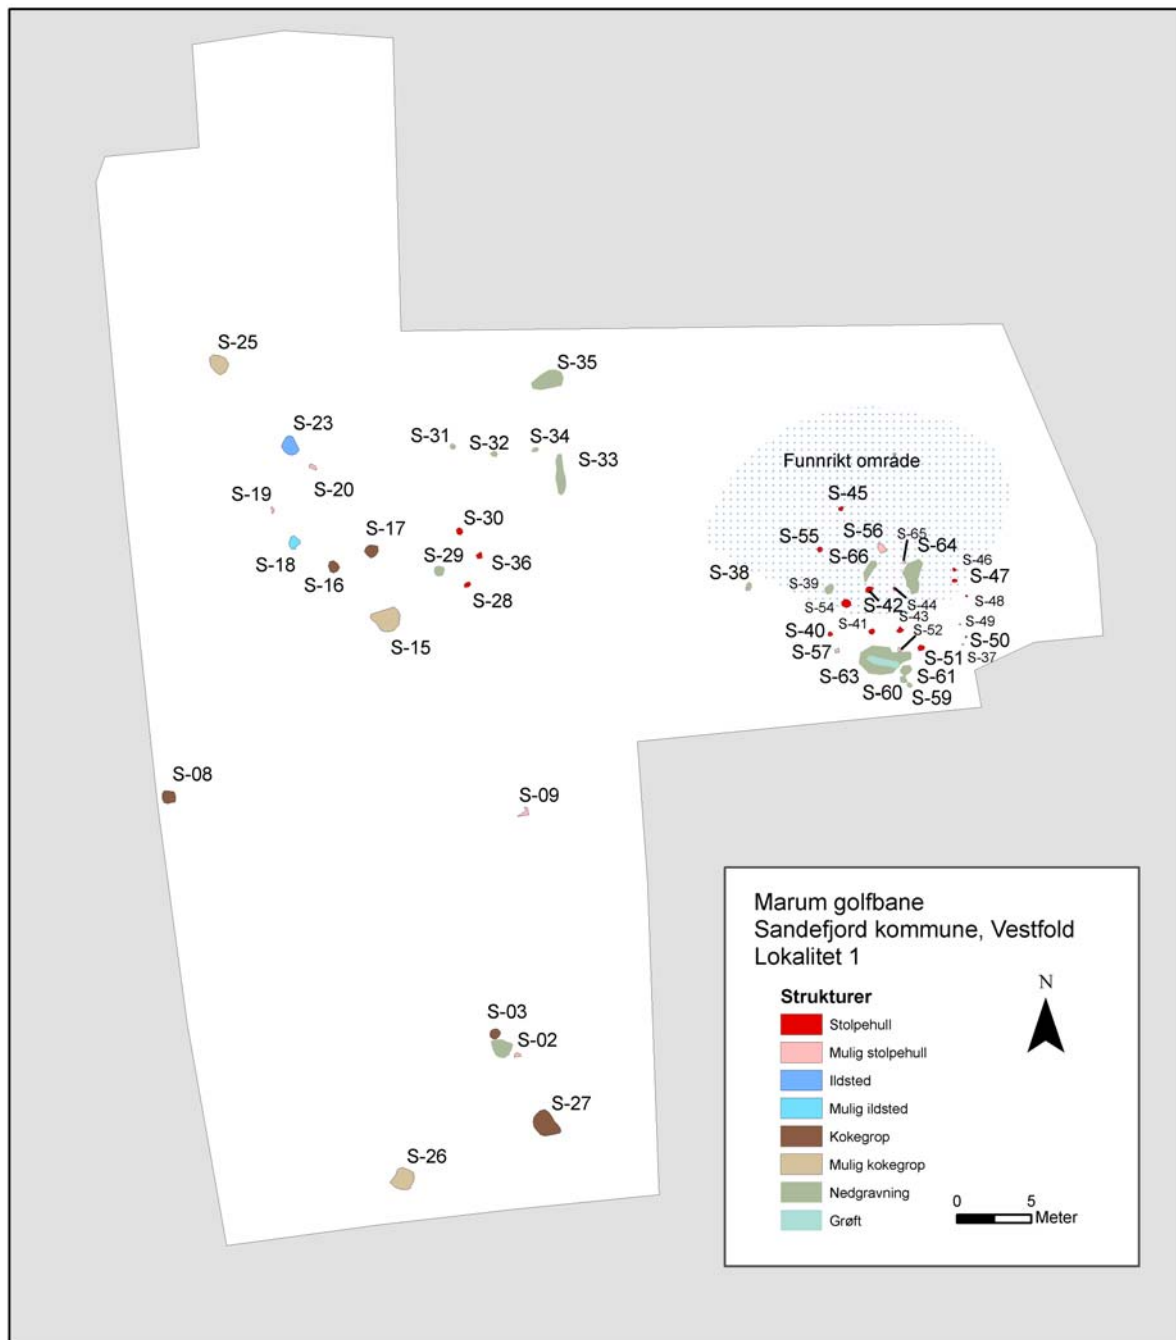 S-25
S-35
S-23
S-31
S-32
S-34
S-33
S-20
S-19
Funnrikt område
S-45
S-30
S-17
S-55
S-56
S-65
S-66
S-64
S-46
S-47
S-18
S-16
S-29
S-36
S-28
S-38
S-39
S-54
S-42
S-44
S-48
S-15
S-40
S-41
S-43
S-52
S-49
S-50
S-57
S-51
S-37
S-63
S-61
S-60
S-59
S-08
S-09
S-03
S-02
S-27
S-26
Marum golfbane
Sandefjord kommune, Vestfold
Lokalitet 1
N
Strukturer
Stolpehull
Mulig stolpehull
Ildsted
Mulig ildsted
Kokegrop
Mulig kokegrop
Nedgravning
Grøft
0 5
Meter